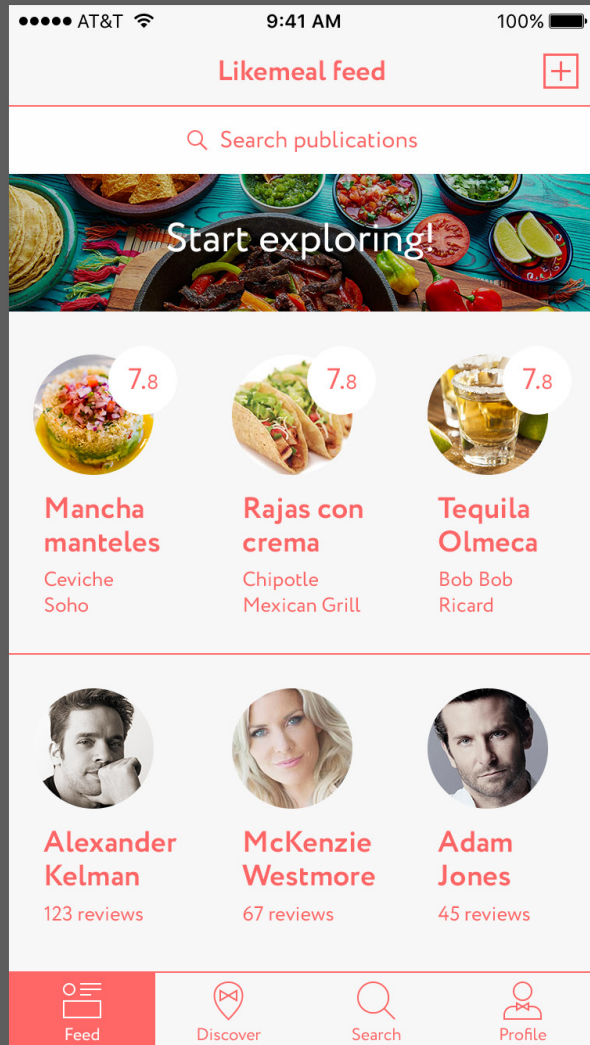 AT&T 9:41 AM 100%
Likemeal feed
Search publications
Start exploring!
7.8 7.8 7.8
Mancha Rajas con Tequila
manteles crema Olmeca
Ceviche Chipotle Bob Bob
Soho Mexican Grill Ricard
Alexander McKenzie Adam
Kelman Westmore Jones
123 reviews 67 reviews 45 reviews
Feed Discover Search Profile